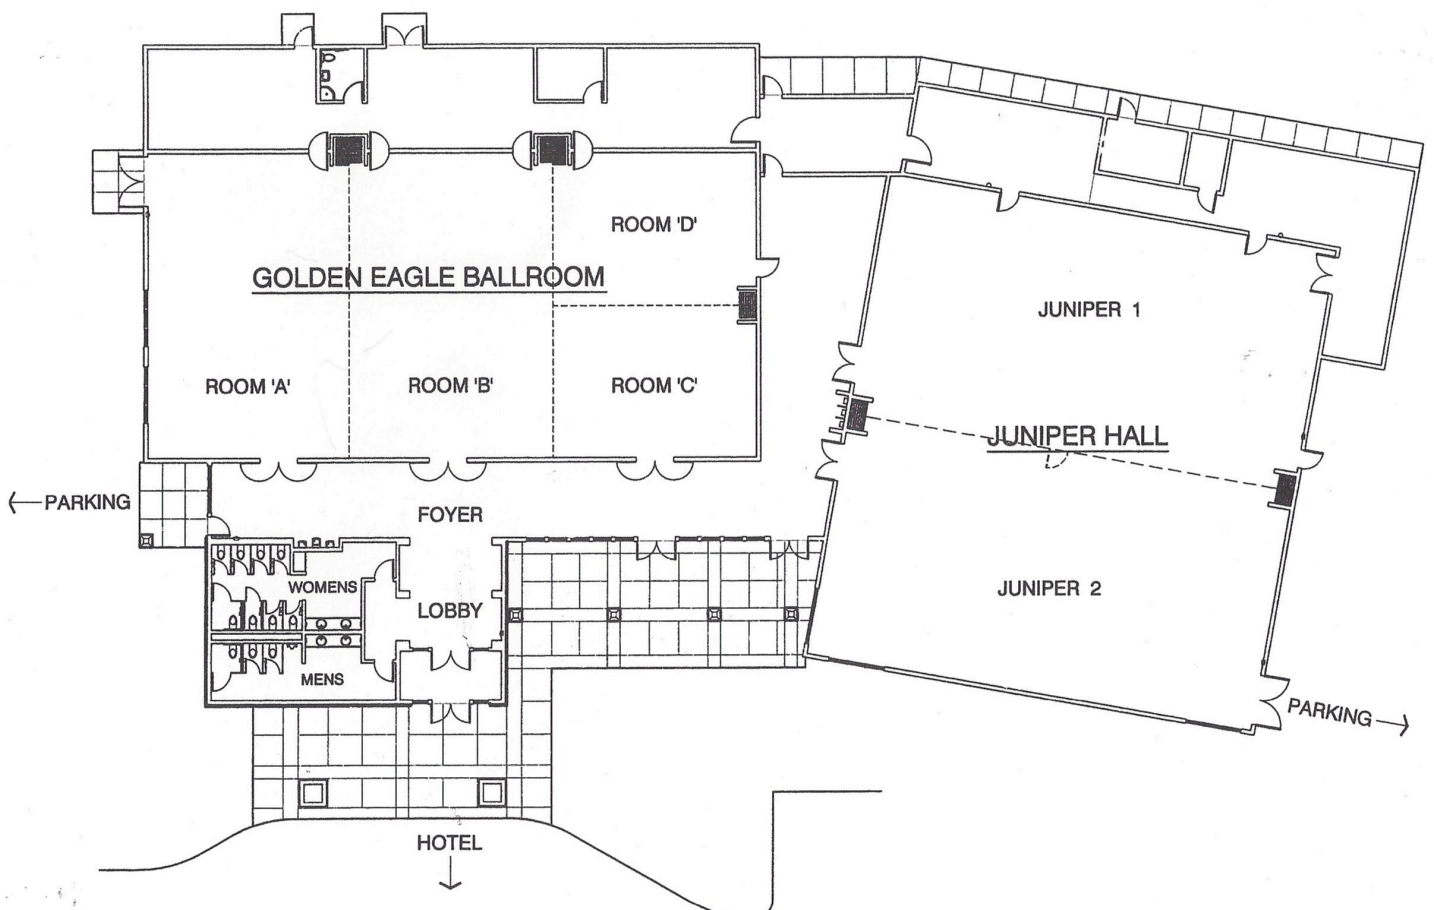 ROOM 'D'
GOLDEN EAGLE BALLROOM
JUNIPER 1
ROOM 'A'
ROOM 'B'
ROOM 'C'
JUNIPER HALL
PARKING
FOYER
WOMENS
LOBBY
JUNIPER 2
MENS
PARKING
HOTEL